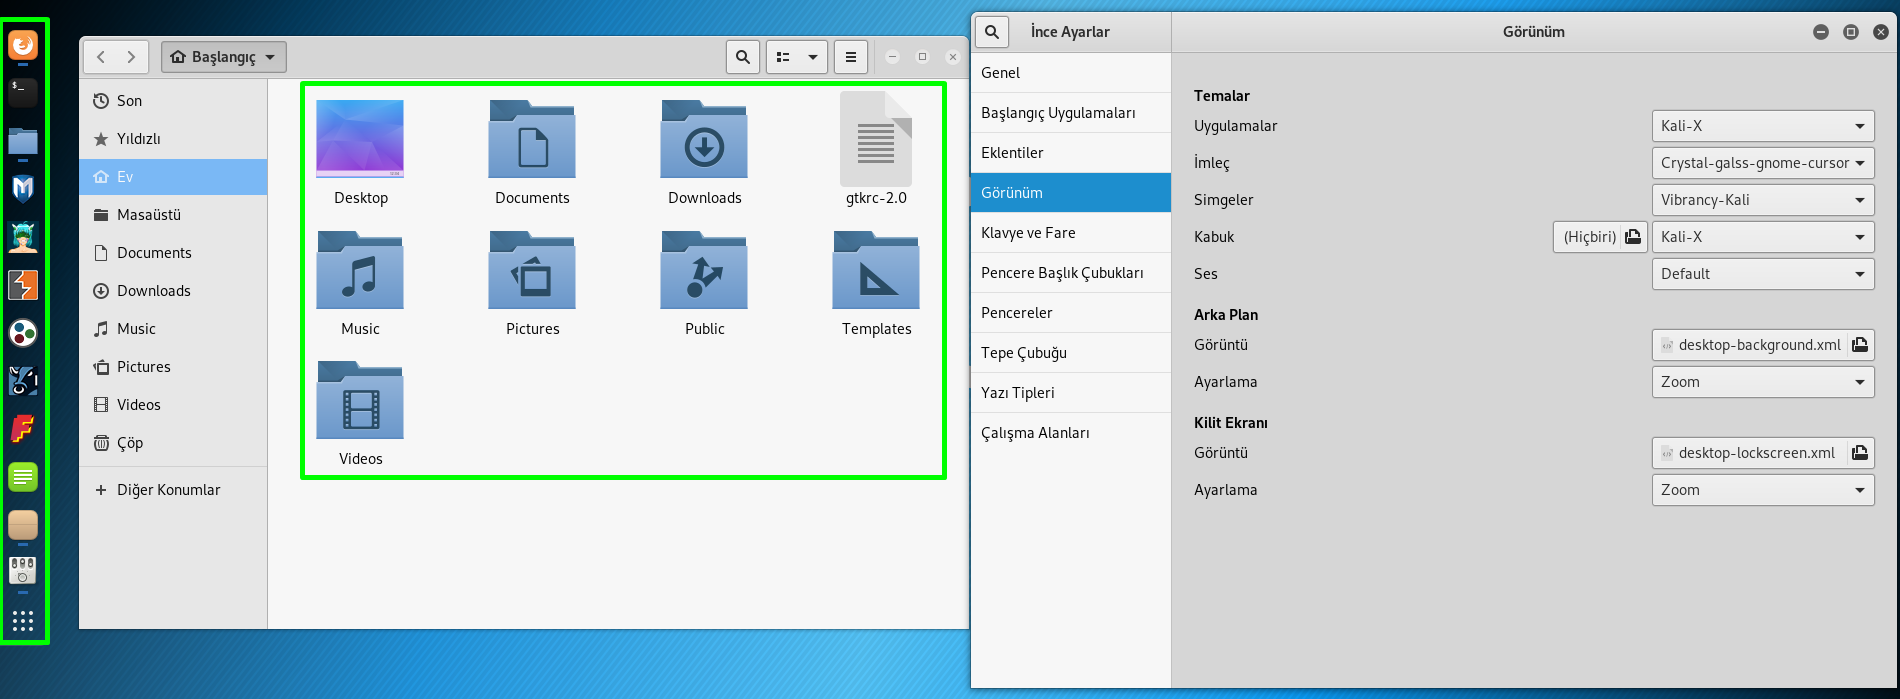 $_
Başlangıç
Son
Yıldızlı
Ev
Masaüstü
Documents
Downloads
Music
Pictures
Videos
Çöp
Diğer Konumlar
Desktop
Documents
Downloads
gtkrc-2.0
Music
Pictures
Public
Templates
Videos
İnce Ayarlar
Görünüm
Genel
Başlangıç Uygulamaları
Eklentiler
Görünüm
Klavye ve Fare
Pencere Başlık Çubukları
Pencereler
Tepe Çubuğu
Yazı Tipleri
Çalışma Alanları
Temalar
Uygulamalar
Kali-X
İmleç
Crystal-galss-gnome-cursor
Simgeler
Vibrancy-Kali
Kabuk
(Hiçbiri)
Kali-X
Ses
Default
Arka Plan
Görüntü
desktop-background.xml
Ayarlama
Zoom
Kilit Ekranı
Görüntü
desktop-lockscreen.xml
Ayarlama
Zoom